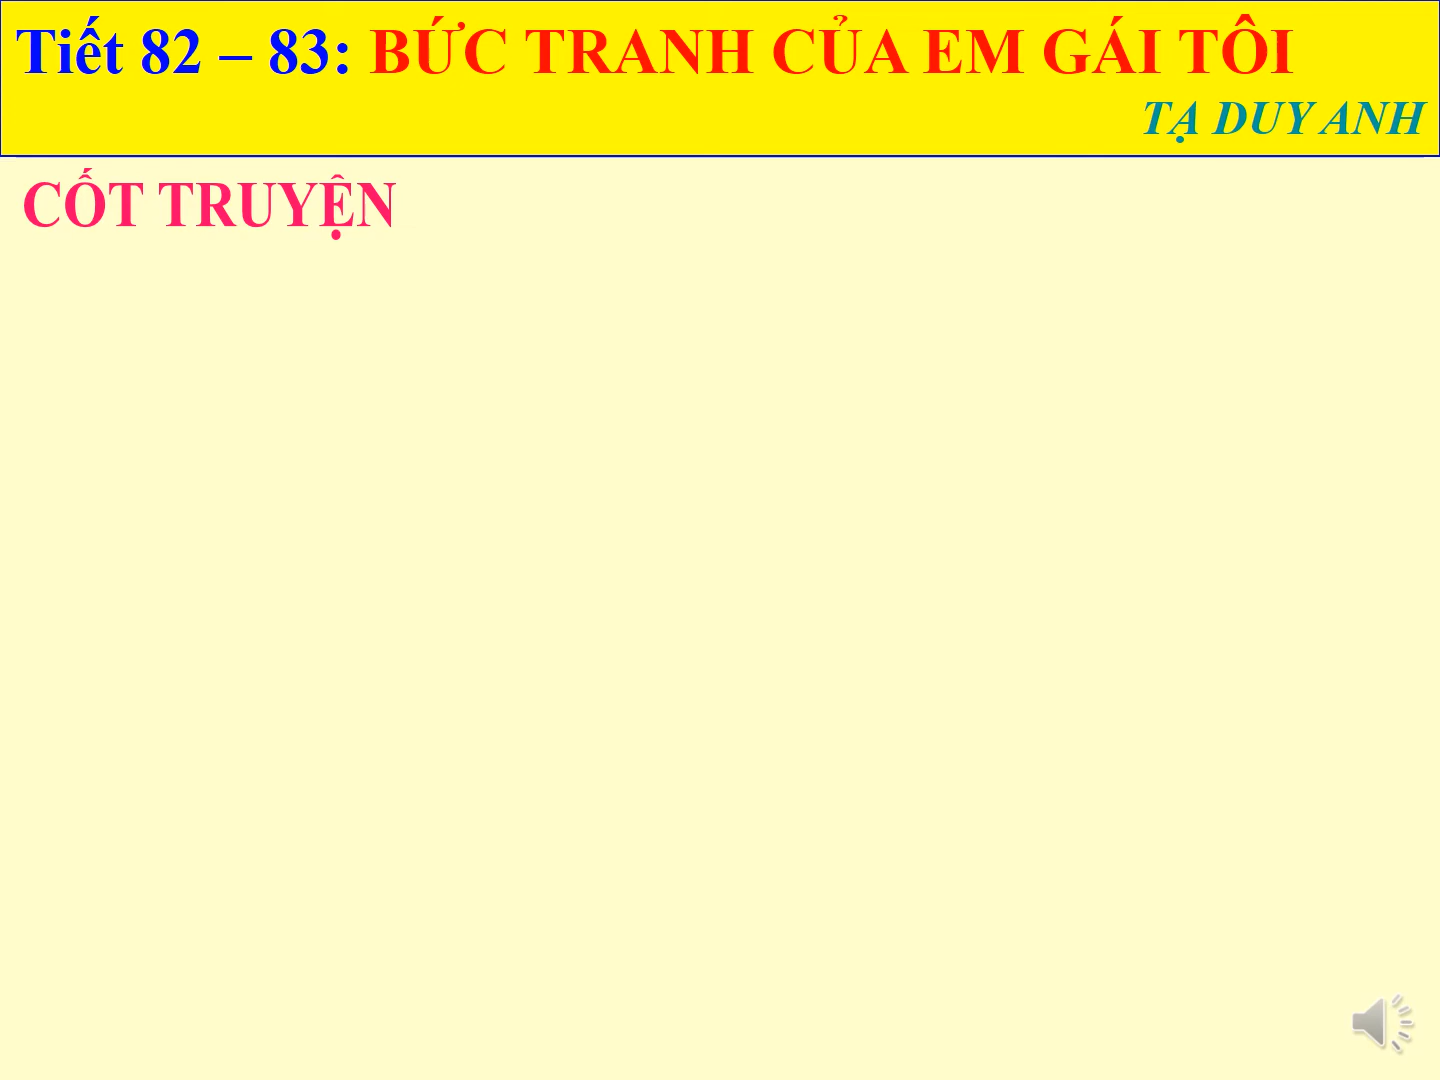 Tiết 82 – 83: BỨC TRANH CỦA EM GÁI TÔI
TẠ DUY ANH
CỐT TRUYỆN